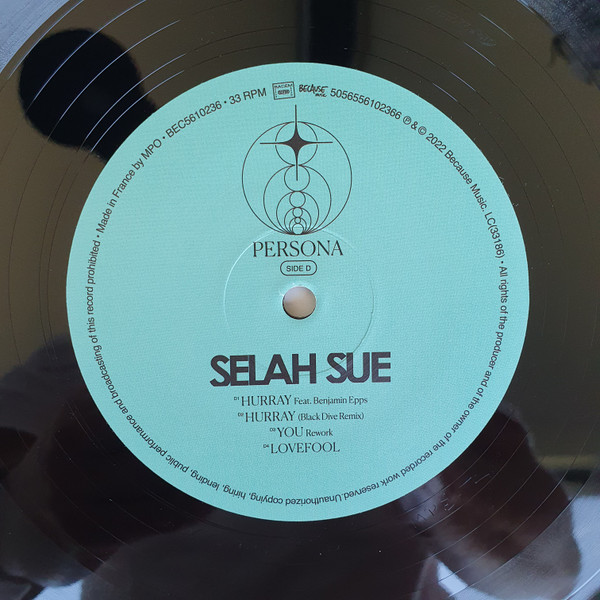 Made in France by MPO • BEC5610236 • 33 RPM SACEM BECAUSE MUSIC 5056556102366 ℗ & © 2022 Because Music. LC(33186) • All rights of the producer and of the owner of the recorded work reserved. Unauthorized copying, hiring, lending, public performance and broadcasting of this record prohibited •
PERSONA
SIDE D
SELAH SUE
D1 HURRAY Feat. Benjamin Epps
D2 HURRAY (Black Dive Remix)
D3 YOU Rework
D4 LOVEFOOL